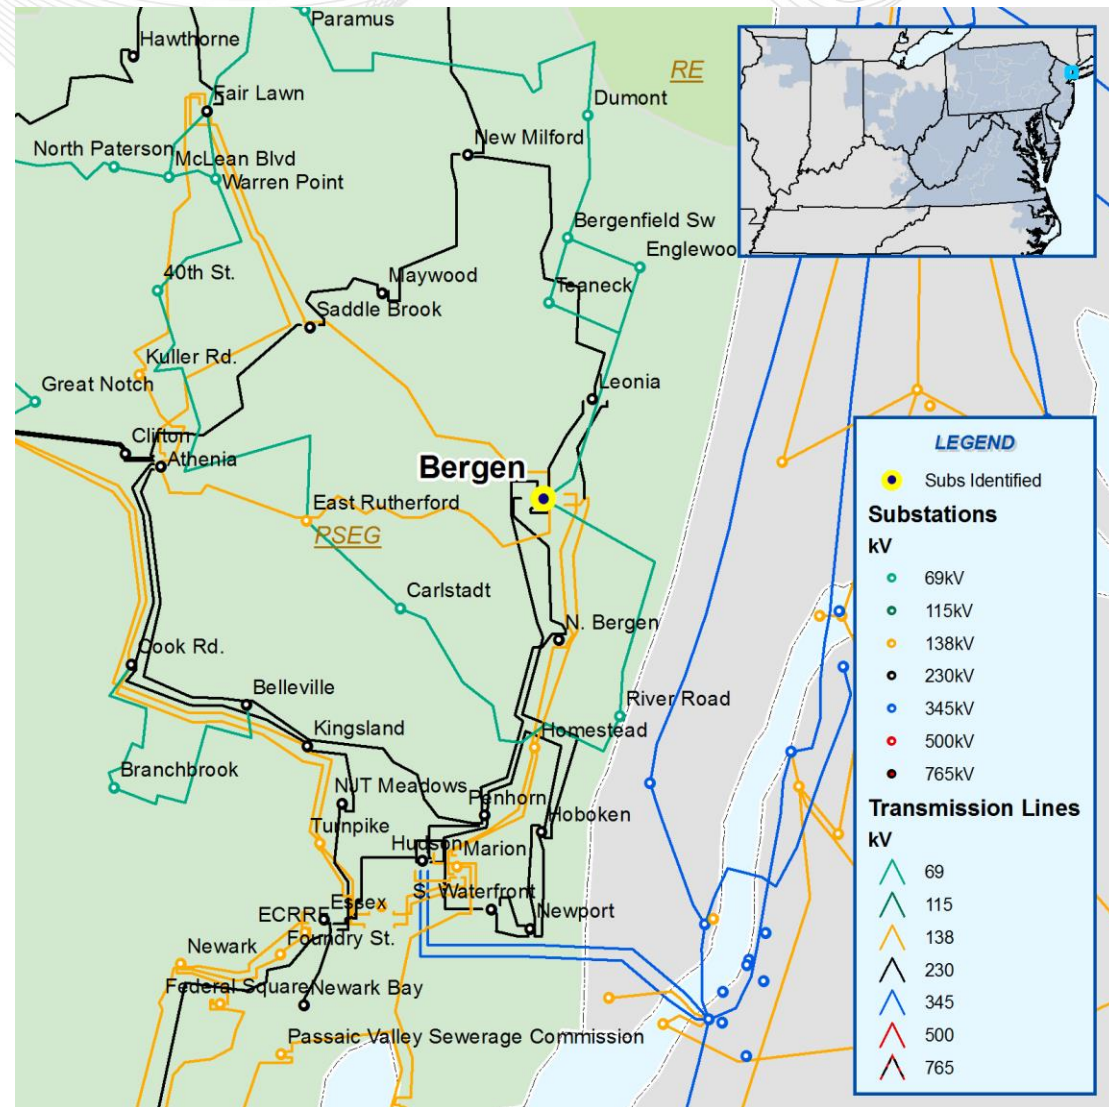 Paramus
Hawthorne
RE
Fair Lawn
Dumont
New Milford
North Paterson
McLean Blvd
Warren Point
Bergenfield Sw
Englewoo
40th St.
Maywood
Teaneck
Saddle Brook
Kuller Rd.
Great Notch
Leonia
Clifton
Athenia
Bergen
East Rutherford
PSEG
Carlstadt
N. Bergen
Cook Rd.
Belleville
River Road
Kingsland
Homestead
Branchbrook
NJT Meadows
Penhorn
Hoboken
Turnpike
Hudson
Marion
S. Waterfront
Essex
ECRRF
Newport
Foundry St.
Newark
Federal Square
Newark Bay
Passaic Valley Sewerage Commission
LEGEND
Subs Identified
Substations
kV
69kV
115kV
138kV
230kV
345kV
500kV
765kV
Transmission Lines
kV
69
115
138
230
345
500
765